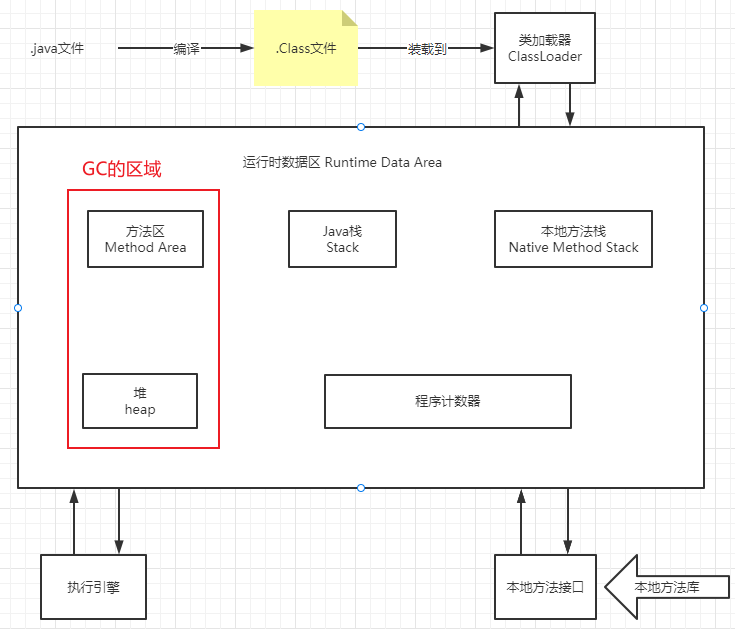 .java文件
编译
.Class文件
装载到
类加载器
ClassLoader
GC的区域
运行时数据区 Runtime Data Area
方法区
Method Area
Java栈
Stack
本地方法栈
Native Method Stack
堆
heap
程序计数器
执行引擎
本地方法接口
本地方法库